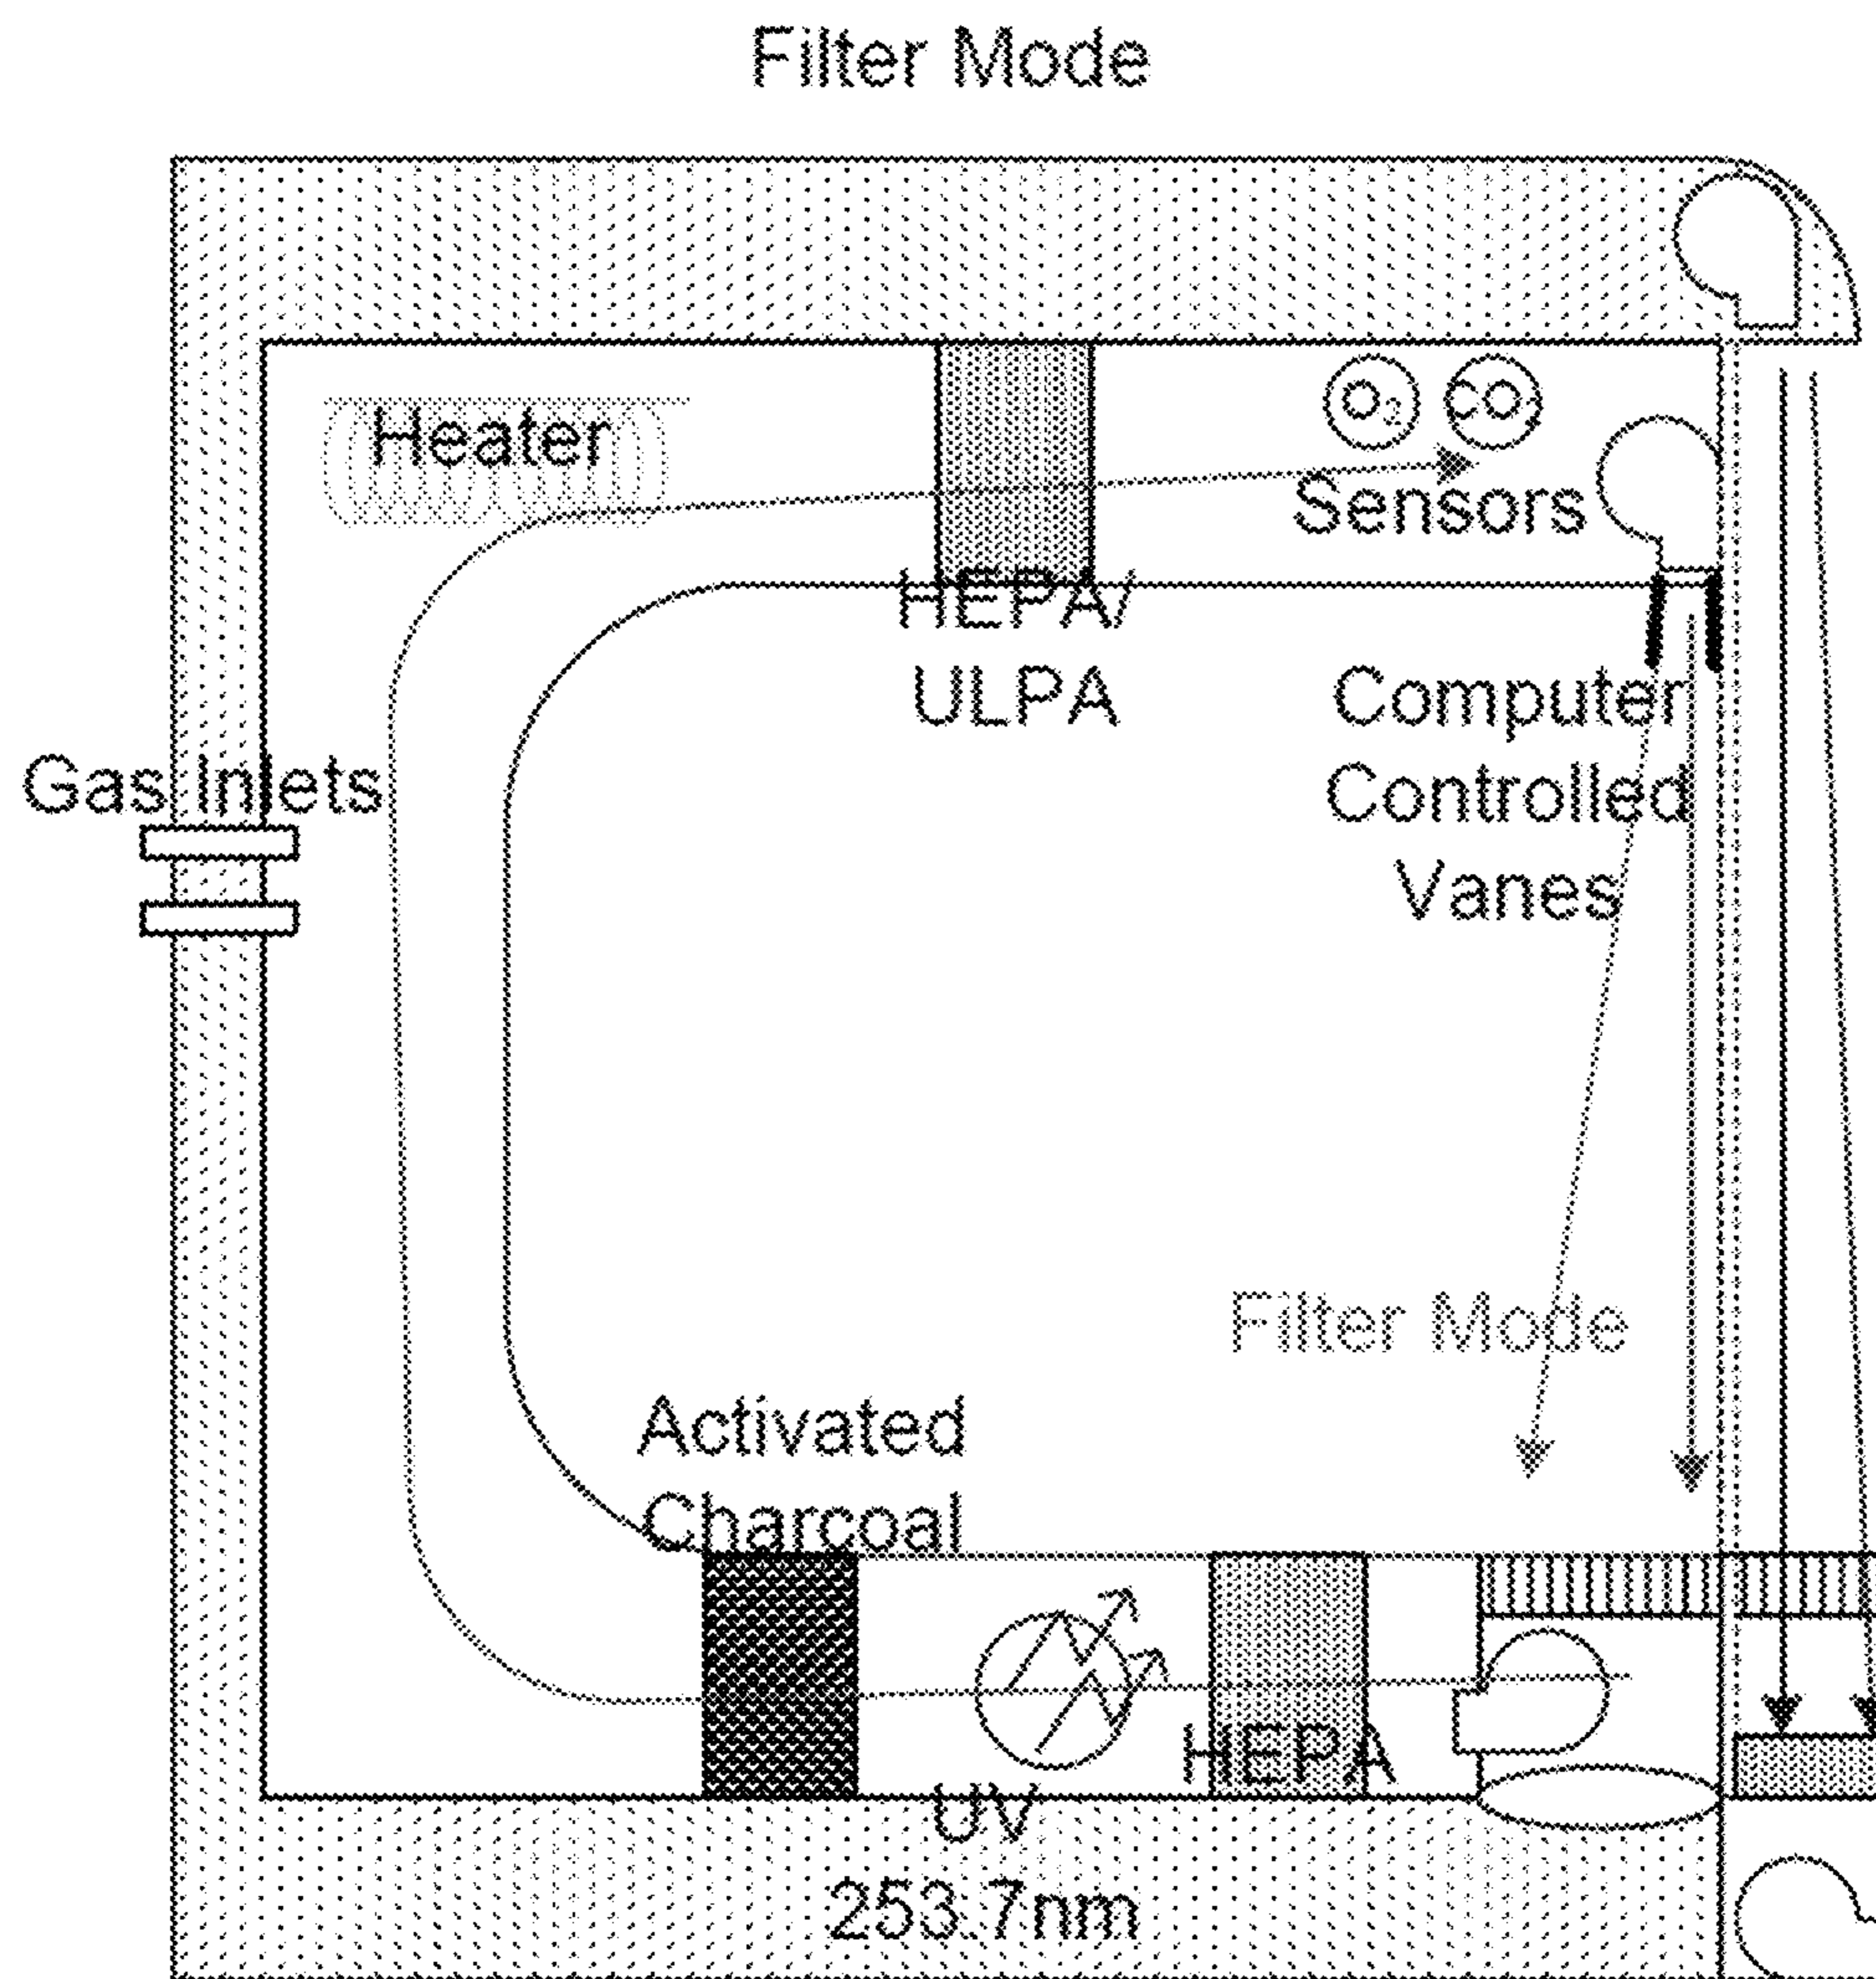 Filter Mode
Heater
O₂ CO₂
Sensors
HEPA/
ULPA
Computer
Controlled
Vanes
Gas Inlets
Filter Mode
Activated
Charcoal
HEPA
UV
253.7nm